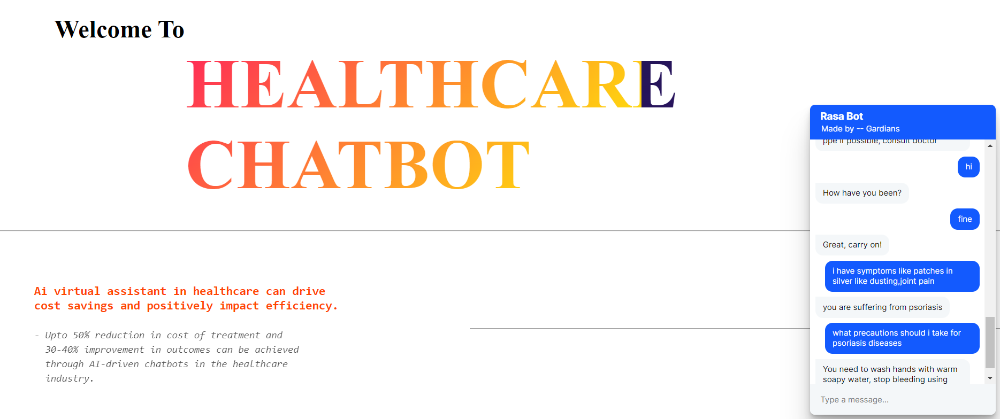 Welcome To
HEALTHCARE
CHATBOT
Ai virtual assistant in healthcare can drive
cost savings and positively impact efficiency.
- Upto 50% reduction in cost of treatment and
30-40% improvement in outcomes can be achieved
through AI-driven chatbots in the healthcare
industry.
Rasa Bot
Made by -- Gardians
ppe if possible, consult doctor
hi
How have you been?
fine
Great, carry on!
i have symptoms like patches in
silver like dusting,joint pain
you are suffering from psoriasis
what precautions should i take for
psoriasis diseases
You need to wash hands with warm
soapy water, stop bleeding using
Type a message...